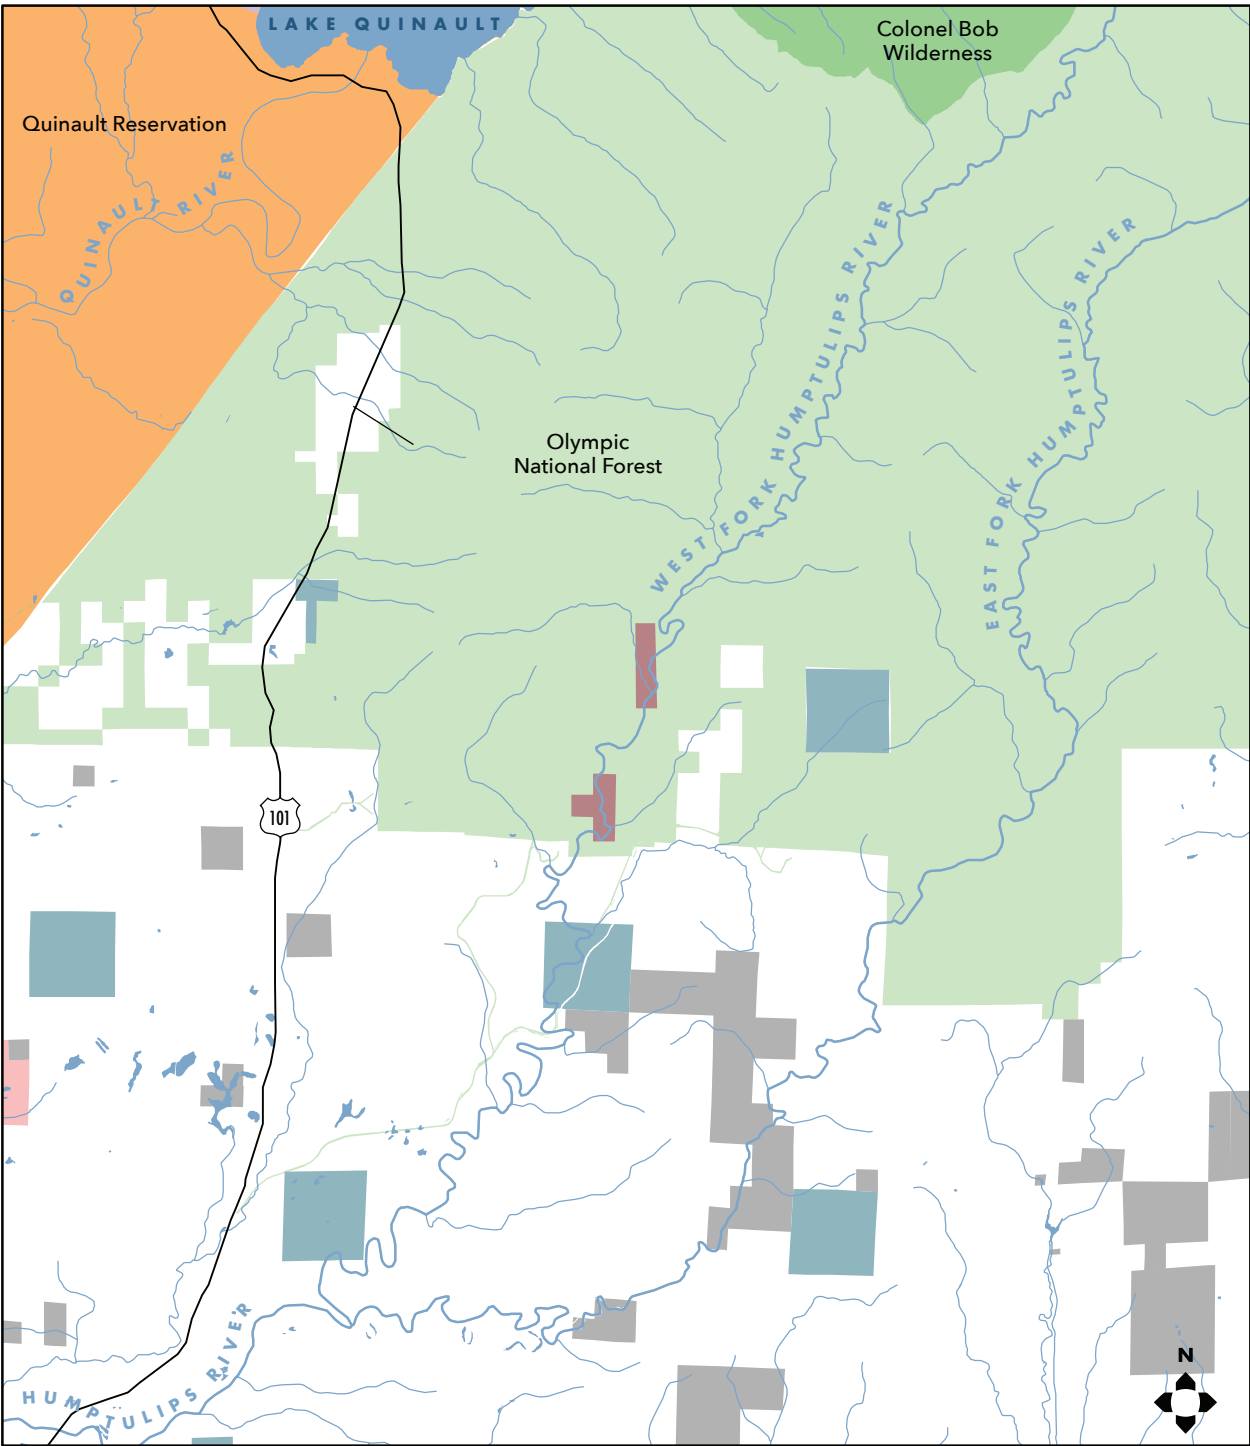 LAKE QUINAULT
Colonel Bob
Wilderness
Quinault Reservation
QUINAULT RIVER
WEST FORK HUMPTULIPS RIVER
EAST FORK HUMPTULIPS RIVER
Olympic
National Forest
101
HUMPTULIPS RIVER
N